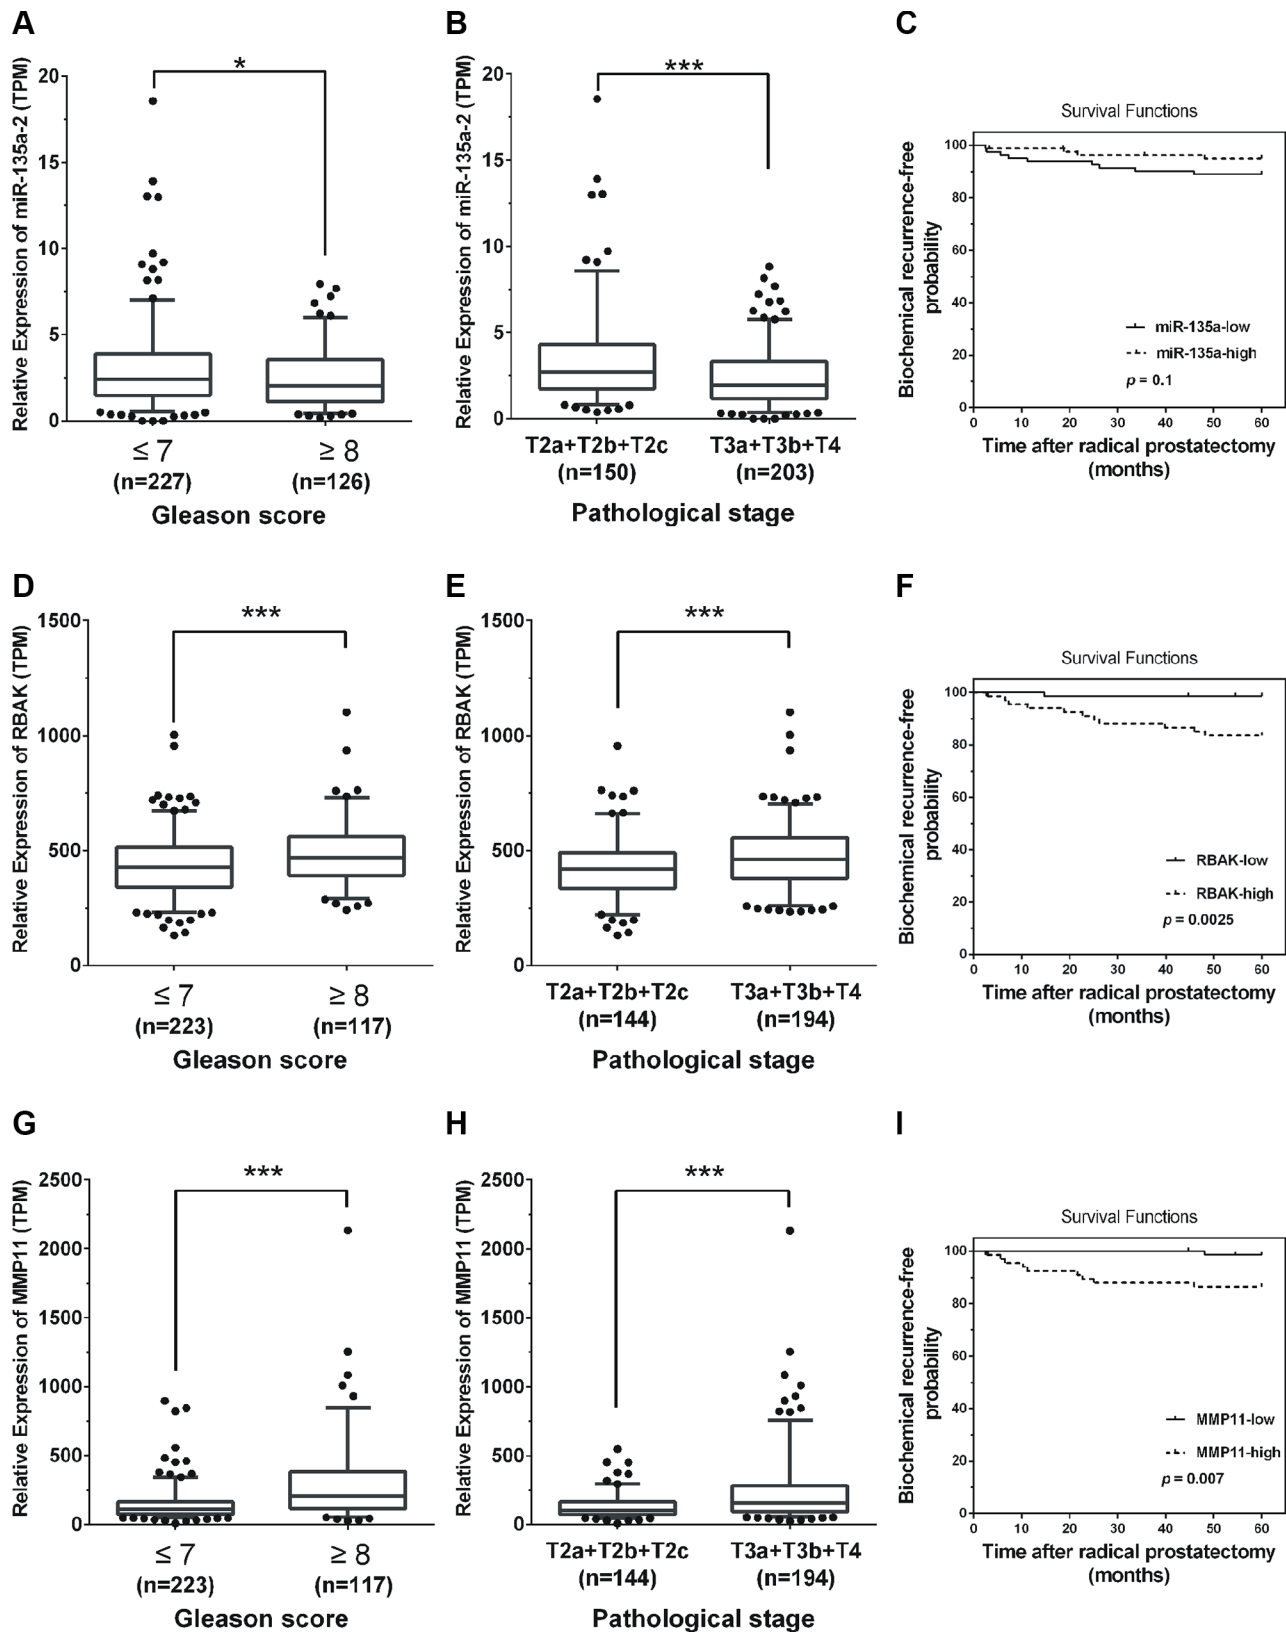 A
Relative Expression of miR-135a-2 (TPM)
20
15
10
5
0
*
≤ 7
≥ 8
(n=227)
(n=126)
Gleason score
B
Relative Expression of miR-135a-2 (TPM)
20
15
10
5
0
***
T2a+T2b+T2c
T3a+T3b+T4
(n=150)
(n=203)
Pathological stage
C
Survival Functions
Biochemical recurrence-free
probability
100
80
60
40
20
0
miR-135a-low
miR-135a-high
p = 0.1
0 10 20 30 40 50 60
Time after radical prostatectomy
(months)
D
Relative Expression of RBAK (TPM)
1500
1000
500
0
***
≤ 7
≥ 8
(n=223)
(n=117)
Gleason score
E
Relative Expression of RBAK (TPM)
1500
1000
500
0
***
T2a+T2b+T2c
T3a+T3b+T4
(n=144)
(n=194)
Pathological stage
F
Survival Functions
Biochemical recurrence-free
probability
100
80
60
40
20
0
RBAK-low
RBAK-high
p = 0.0025
0 10 20 30 40 50 60
Time after radical prostatectomy
(months)
G
Relative Expression of MMP11 (TPM)
2500
2000
1500
1000
500
0
***
≤ 7
≥ 8
(n=223)
(n=117)
Gleason score
H
Relative Expression of MMP11 (TPM)
2500
2000
1500
1000
500
0
***
T2a+T2b+T2c
T3a+T3b+T4
(n=144)
(n=194)
Pathological stage
I
Survival Functions
Biochemical recurrence-free
probability
100
80
60
40
20
0
MMP11-low
MMP11-high
p = 0.007
0 10 20 30 40 50 60
Time after radical prostatectomy
(months)